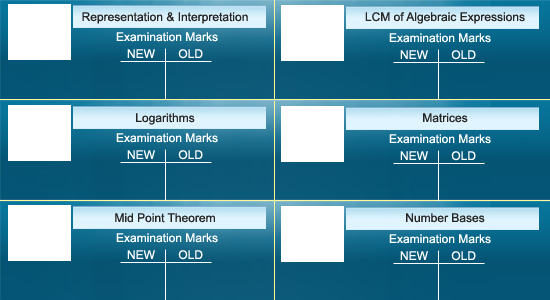 Representation & Interpretation
Examination Marks
NEW OLD
LCM of Algebraic Expressions
Examination Marks
NEW OLD
Logarithms
Examination Marks
NEW OLD
Matrices
Examination Marks
NEW OLD
Mid Point Theorem
Examination Marks
NEW OLD
Number Bases
Examination Marks
NEW OLD